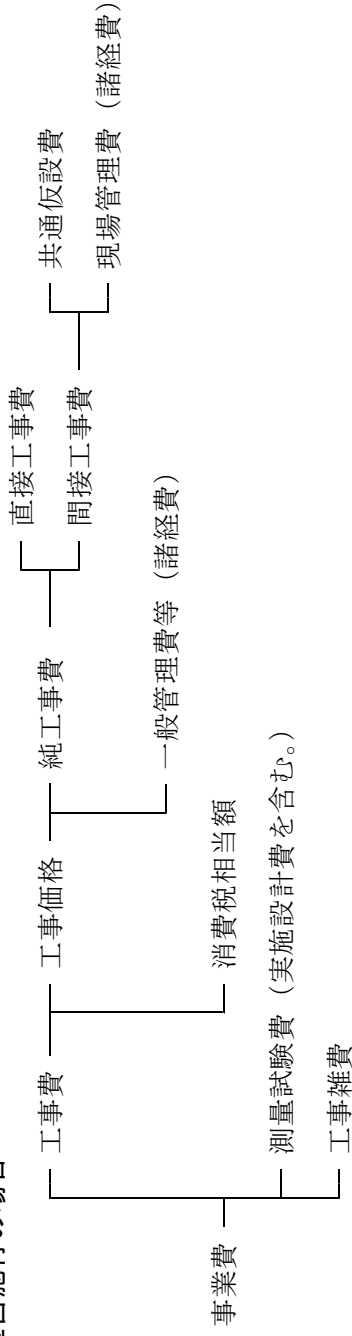 事業費
工事費
測量試験費（実施設計費を含む。）
工事雑費
工事価格
消費税相当額
純工事費
一般管理費等（諸経費）
直接工事費
間接工事費
共通仮設費
現場管理費（諸経費）